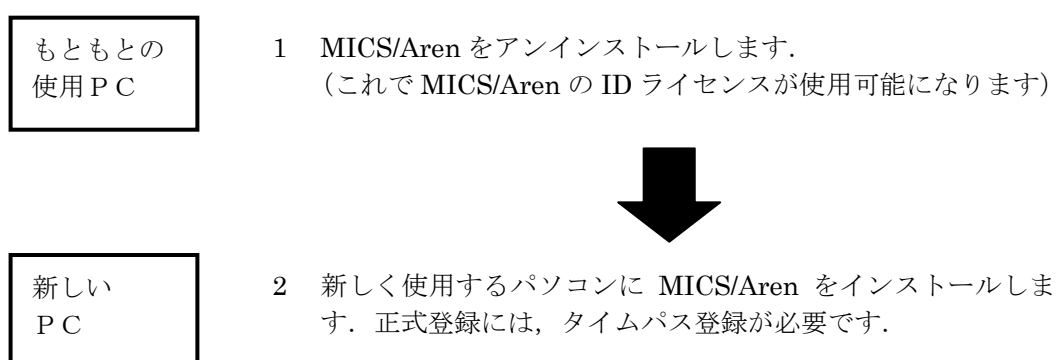 もともとの
使用ＰＣ
1 MICS/Aren をアンインストールします．
（これで MICS/Aren の ID ライセンスが使用可能になります）
新しい
ＰＣ
2 新しく使用するパソコンに MICS/Aren をインストールしま
す．正式登録には，タイムパス登録が必要です．